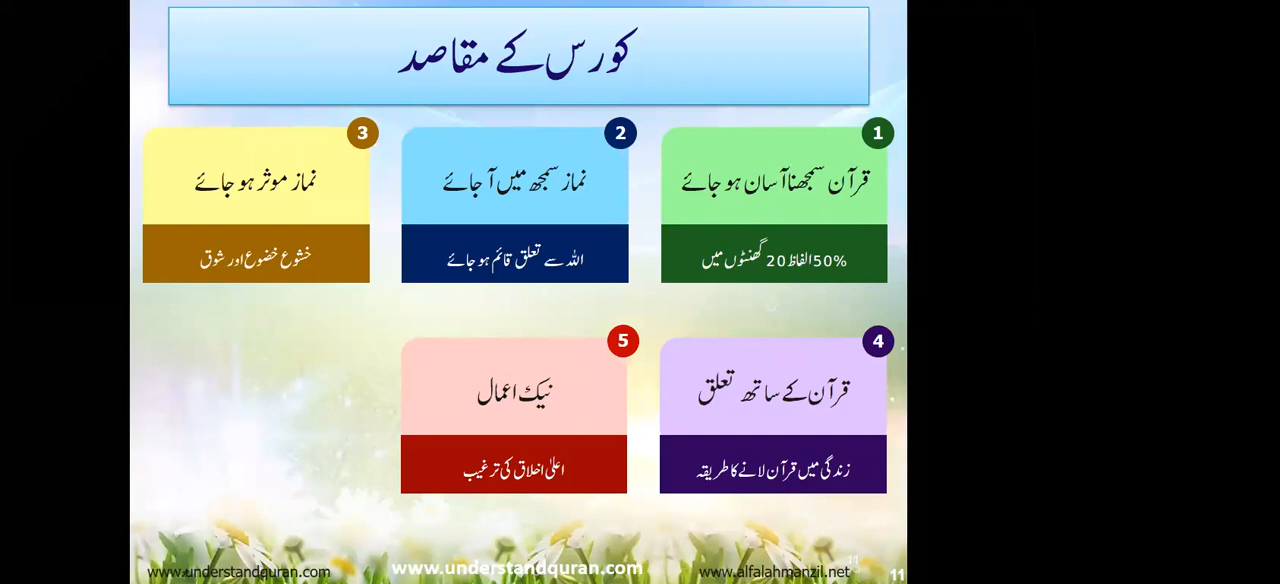 کورس کے مقاصد
1
قرآن سمجھنا آسان ہو جائے
50% الفاظ 20 گھنٹوں میں
2
نماز سمجھ میں آ جائے
اللہ سے تعلق قائم ہو جائے
3
نماز موثر ہو جائے
خشوع خضوع اور شوق
4
قرآن کے ساتھ تعلق
زندگی میں قرآن لانے کا طریقہ
5
نیک اعمال
اعلیٰ اخلاق کی ترغیب
www.understandquran.com
www.understandquran.com
www.alfalahmanzil.net
11
11